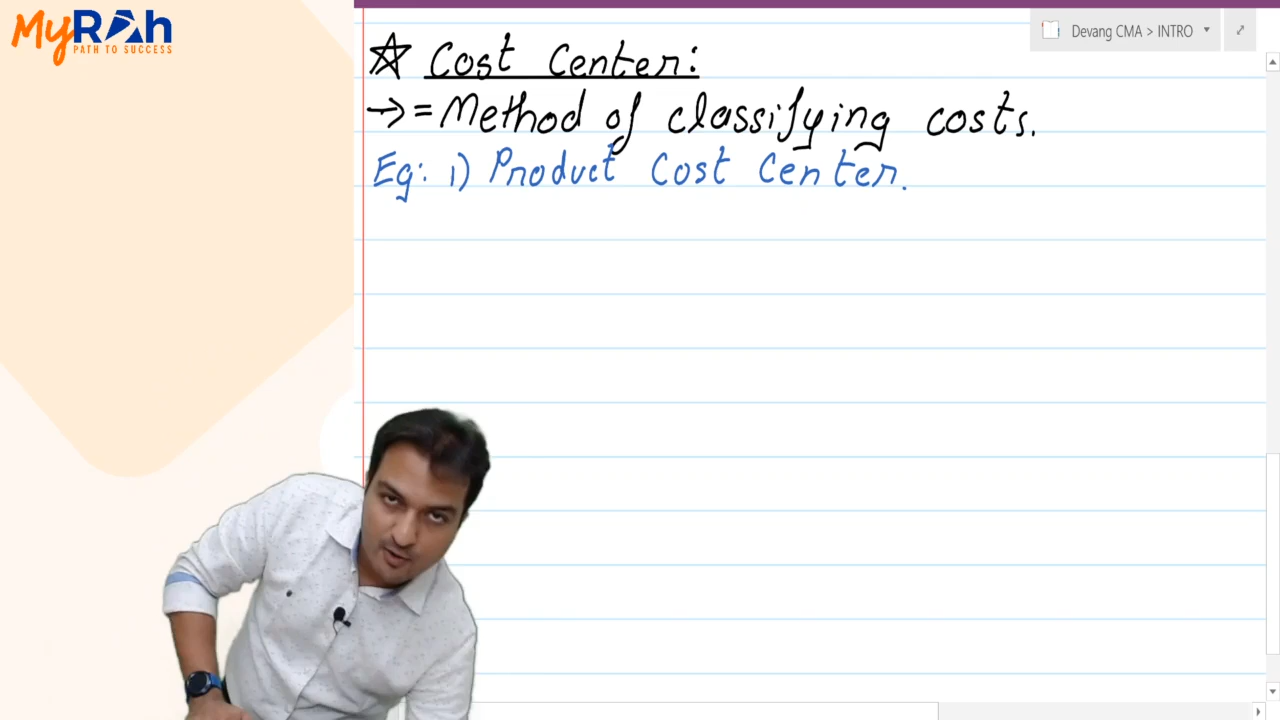 MyRAh
PATH TO SUCCESS
Devang CMA > INTRO
Cost Center:
→ = Method of classifying costs.
Eg: 1) Product Cost Center.